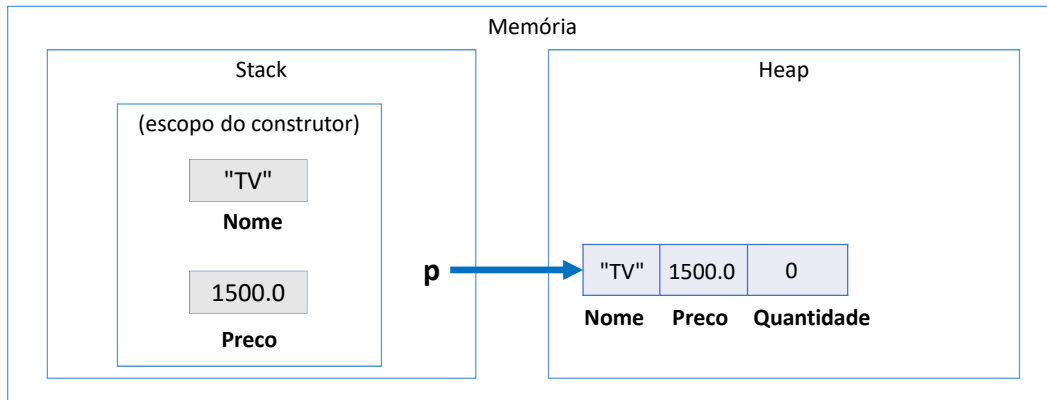 Memória
Stack
(escopo do construtor)
"TV"
Nome
1500.0
Preco
p
Heap
"TV" 1500.0 0
Nome Preco Quantidade